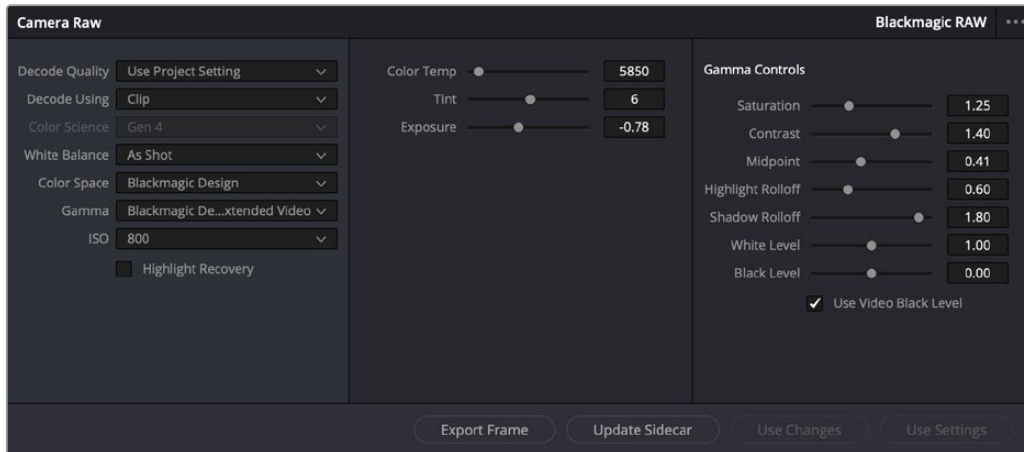 Camera Raw
Blackmagic RAW
Decode Quality Use Project Setting
Decode Using Clip
Color Science Gen 4
White Balance As Shot
Color Space Blackmagic Design
Gamma Blackmagic De...xtended Video
ISO 800
Highlight Recovery
Color Temp 5850
Tint 6
Exposure -0.78
Gamma Controls
Saturation 1.25
Contrast 1.40
Midpoint 0.41
Highlight Rolloff 0.60
Shadow Rolloff 1.80
White Level 1.00
Black Level 0.00
Use Video Black Level
Export Frame
Update Sidecar
Use Changes
Use Settings